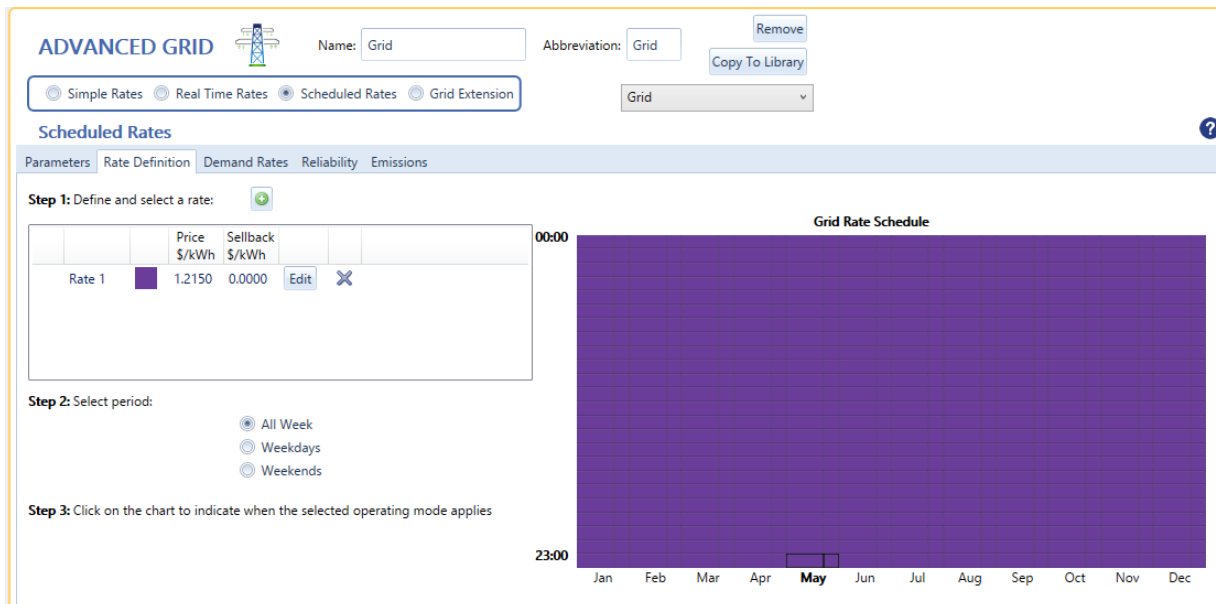 ADVANCED GRID Name: Grid Abbreviation: Grid Remove
Copy To Library
Simple Rates Real Time Rates Scheduled Rates Grid Extension Grid
Scheduled Rates ?
Parameters Rate Definition Demand Rates Reliability Emissions
Step 1: Define and select a rate:
Price Sellback
$/kWh $/kWh
Rate 1 1.2150 0.0000 Edit
Step 2: Select period:
All Week
Weekdays
Weekends
Step 3: Click on the chart to indicate when the selected operating mode applies
Grid Rate Schedule
00:00
23:00
Jan Feb Mar Apr May Jun Jul Aug Sep Oct Nov Dec